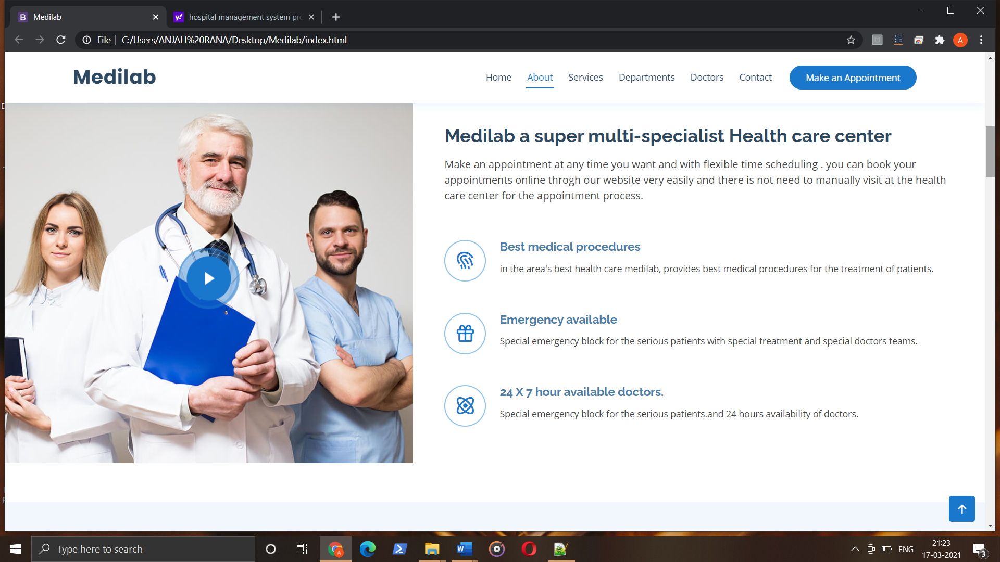 Medilab
hospital management system pro
File
C:/Users/ANJALI%20RANA/Desktop/Medilab/index.html
A
Medilab
Home
About
Services
Departments
Doctors
Contact
Make an Appointment
Medilab a super multi-specialist Health care center
Make an appointment at any time you want and with flexible time scheduling . you can book your
appointments online throgh our website very easily and there is not need to manually visit at the health
care center for the appointment process.
Best medical procedures
in the area's best health care medilab, provides best medical procedures for the treatment of patients.
Emergency available
Special emergency block for the serious patients with special treatment and special doctors teams.
24 X 7 hour available doctors.
Special emergency block for the serious patients.and 24 hours availability of doctors.
Type here to search
ENG
21:23
17-03-2021
3